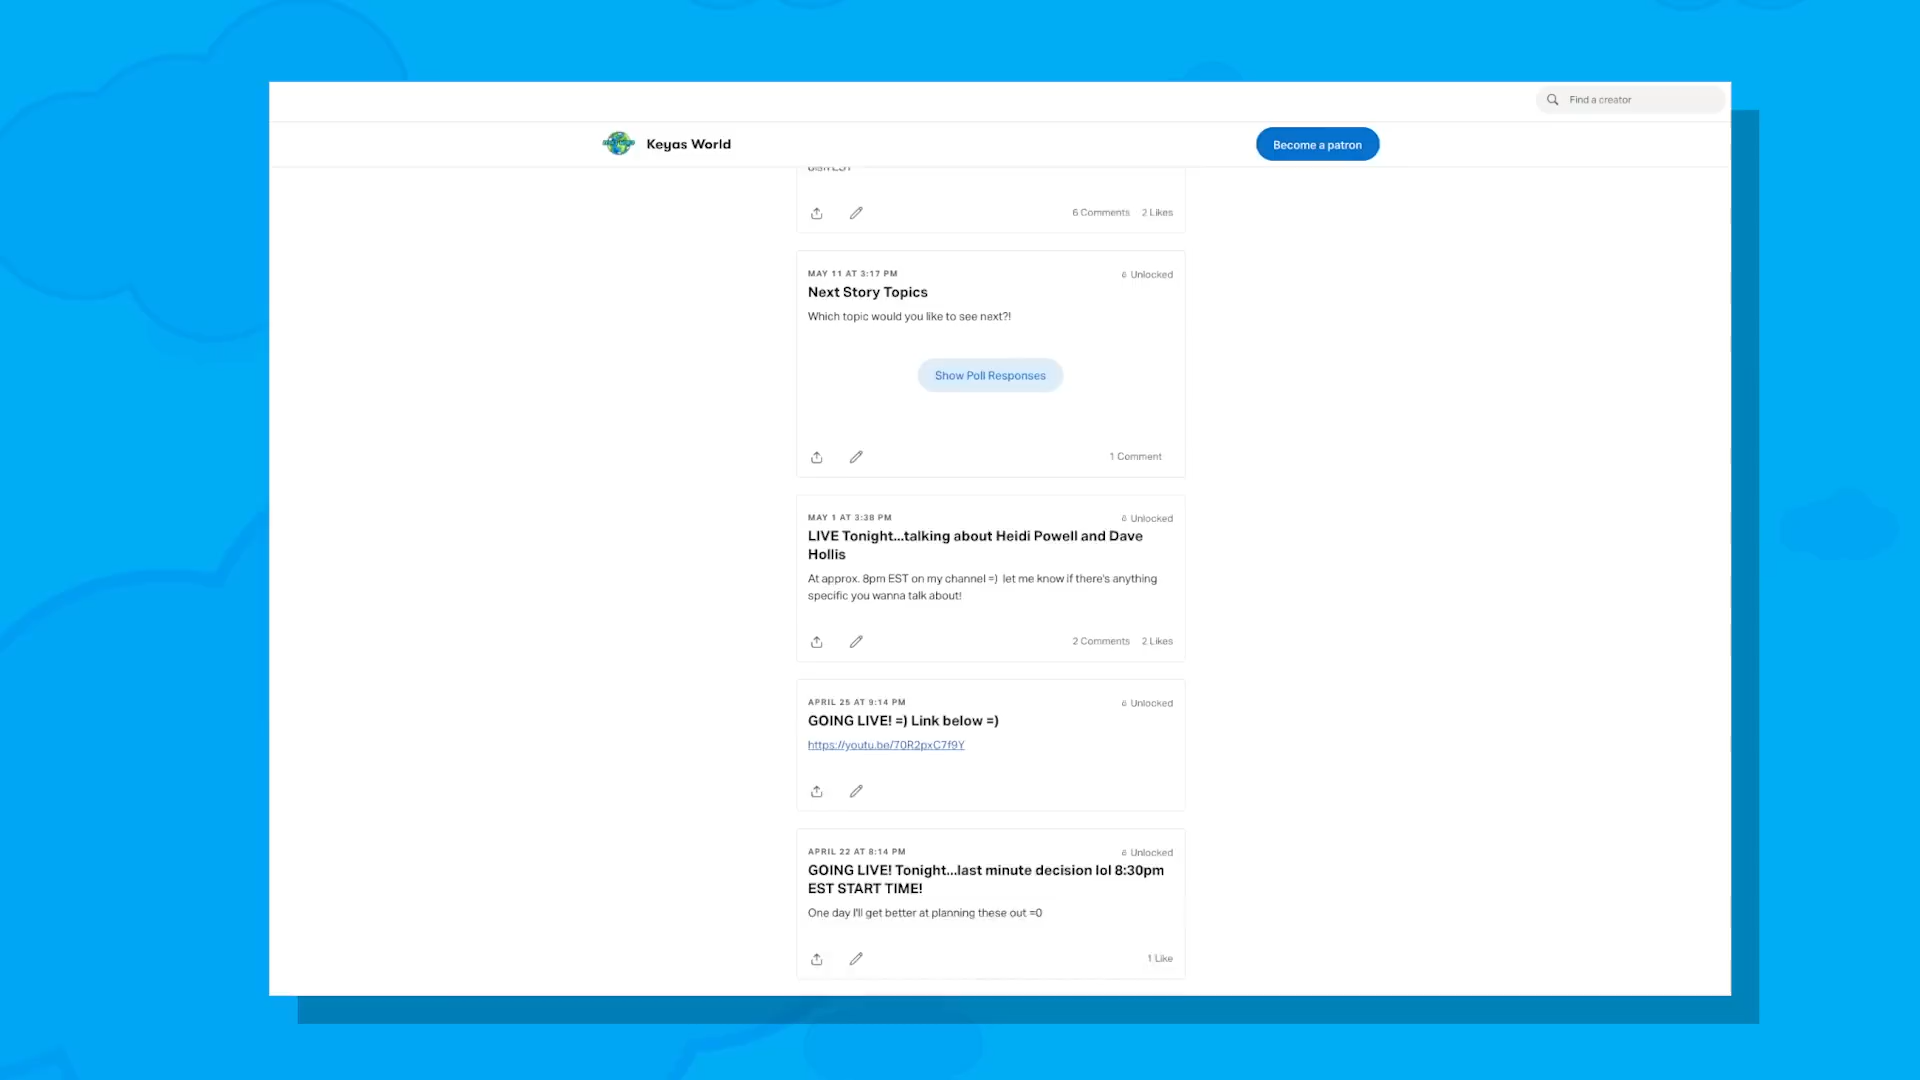 Find a creator
Keyas World
Become a patron
6 Comments 2 Likes
MAY 11 AT 3:17 PM
Unlocked
Next Story Topics
Which topic would you like to see next?!
Show Poll Responses
1 Comment
MAY 1 AT 3:38 PM
Unlocked
LIVE Tonight...talking about Heidi Powell and Dave
Hollis
At approx. 8pm EST on my channel =) let me know if there's anything
specific you wanna talk about!
2 Comments 2 Likes
APRIL 25 AT 9:14 PM
Unlocked
GOING LIVE! =) Link below =)
https://youtu.be/70R2pxC7f9Y
APRIL 22 AT 8:14 PM
Unlocked
GOING LIVE! Tonight...last minute decision lol 8:30pm
EST START TIME!
One day I'll get better at planning these out =0
1 Like